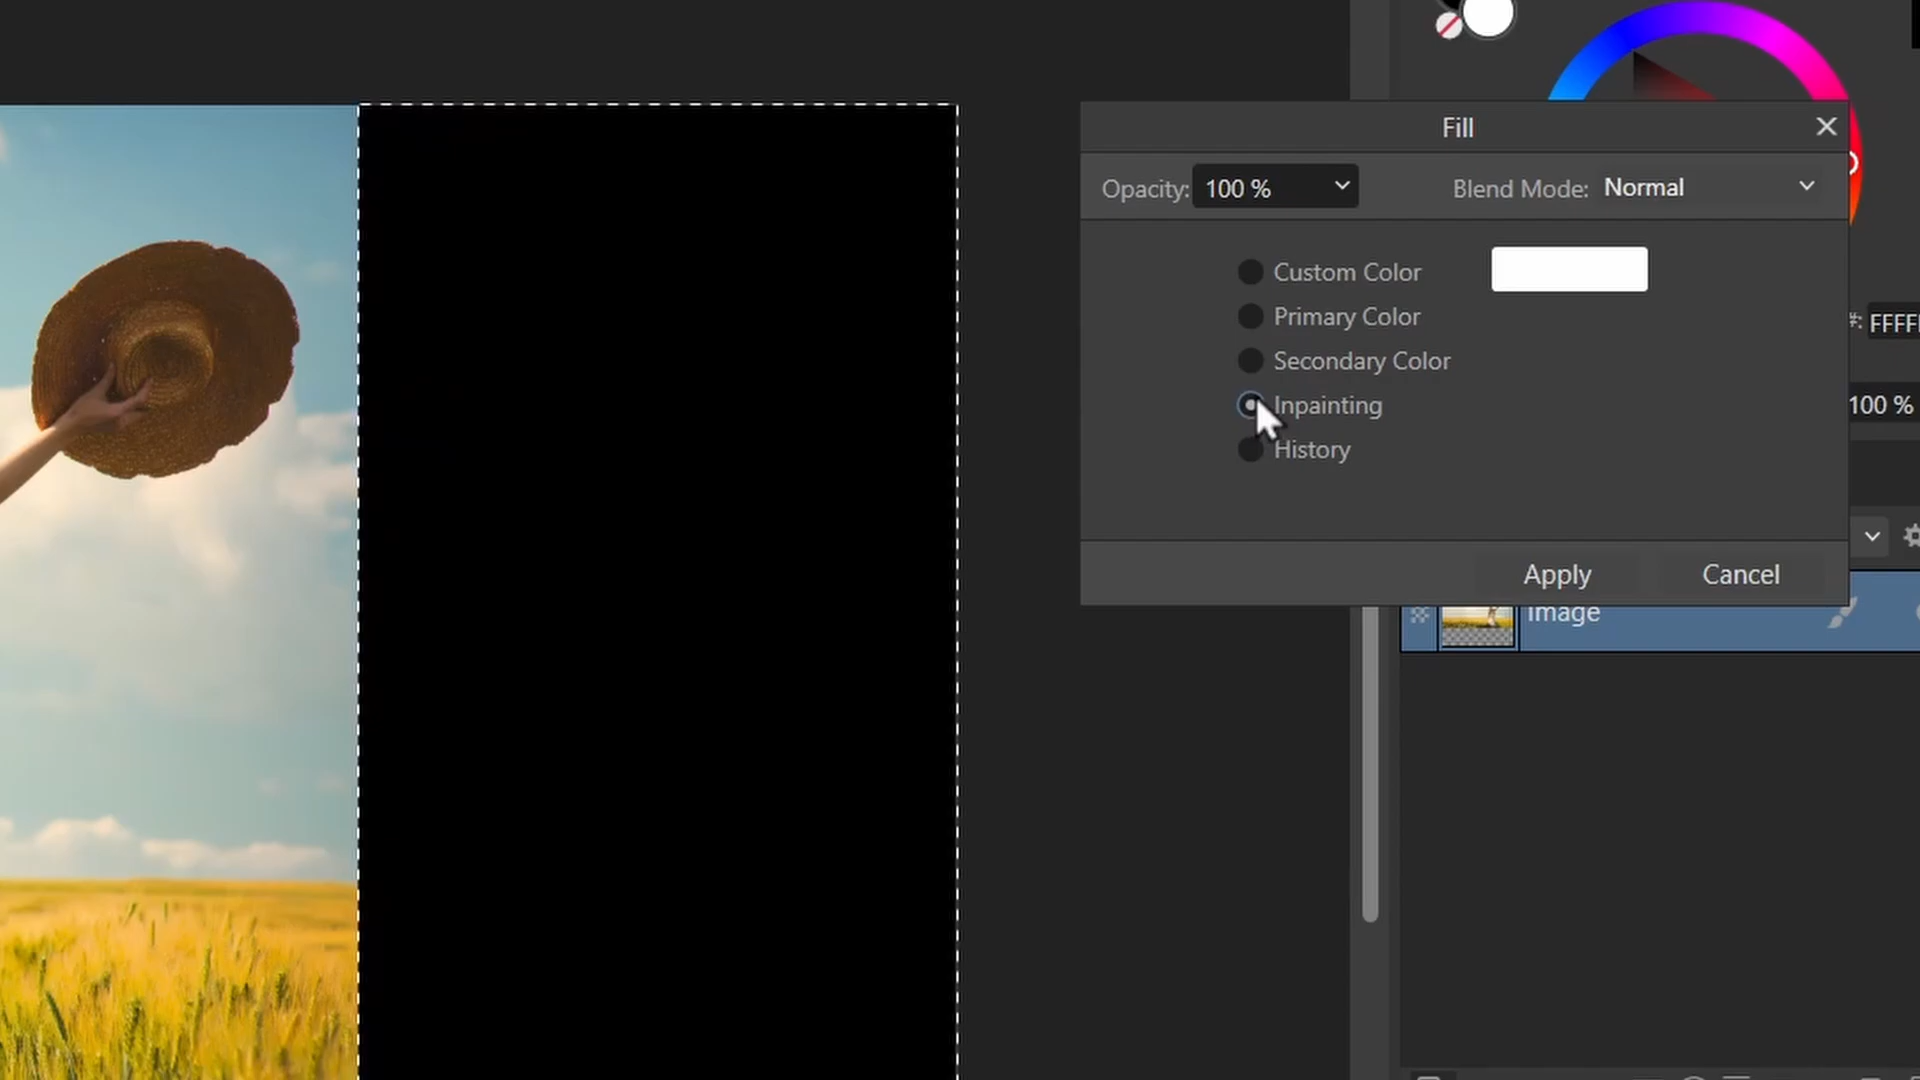 Fill
Opacity: 100 %
Blend Mode: Normal
Custom Color
Primary Color
Secondary Color
Inpainting
History
Apply
Cancel
#: FFFF
100 %
Image